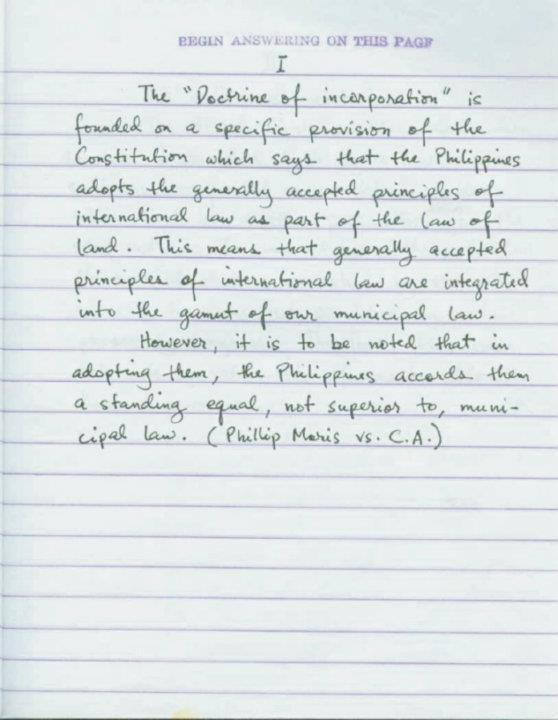 BEGIN ANSWERING ON THIS PAGE
I
The "Doctrine of incorporation" is
founded on a specific provision of the
Constitution which says that the Philippines
adopts the generally accepted principles of
international law as part of the law of
land. This means that generally accepted
principles of international law are integrated
into the gamut of our municipal law.
However, it is to be noted that in
adopting them, the Philippines accords them
a standing equal, not superior to, muni-
cipal law. (Phillip Moris vs. C.A.)